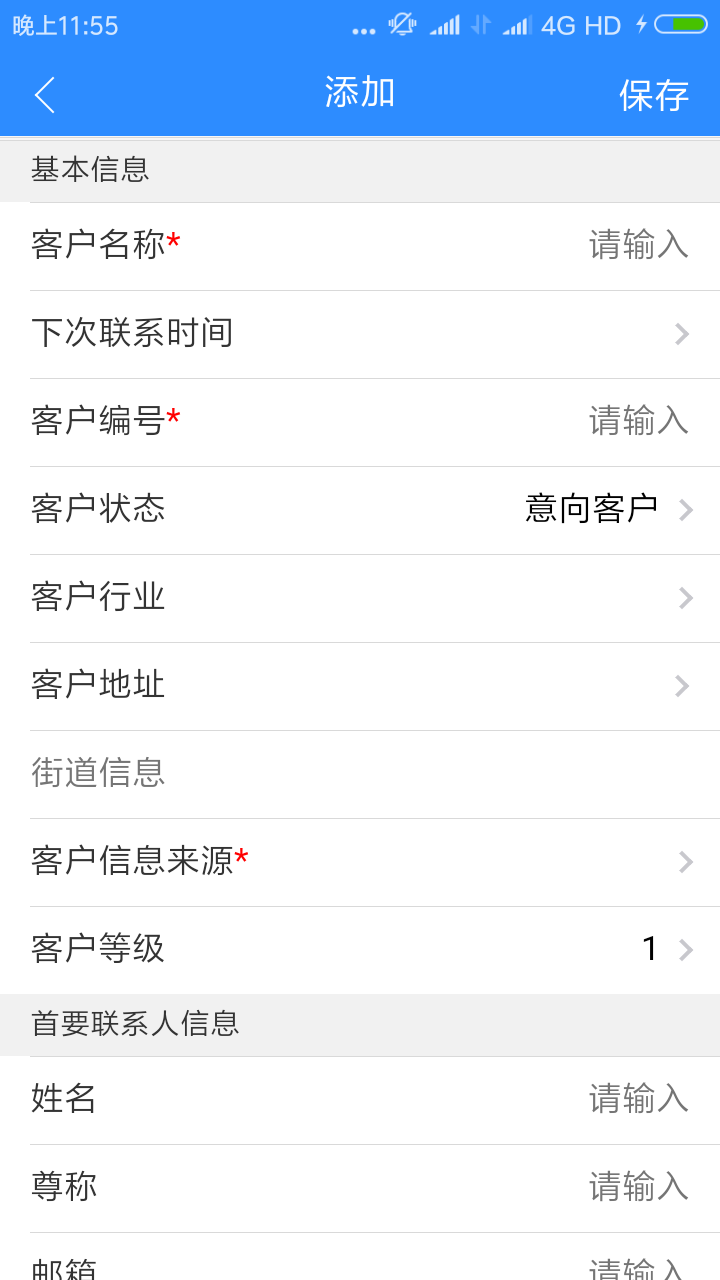 晚上11:55 ... 4G HD
添加 保存
基本信息
客户名称* 请输入
下次联系时间
客户编号* 请输入
客户状态 意向客户
客户行业
客户地址
街道信息
客户信息来源*
客户等级 1
首要联系人信息
姓名 请输入
尊称 请输入
邮箱 请输入